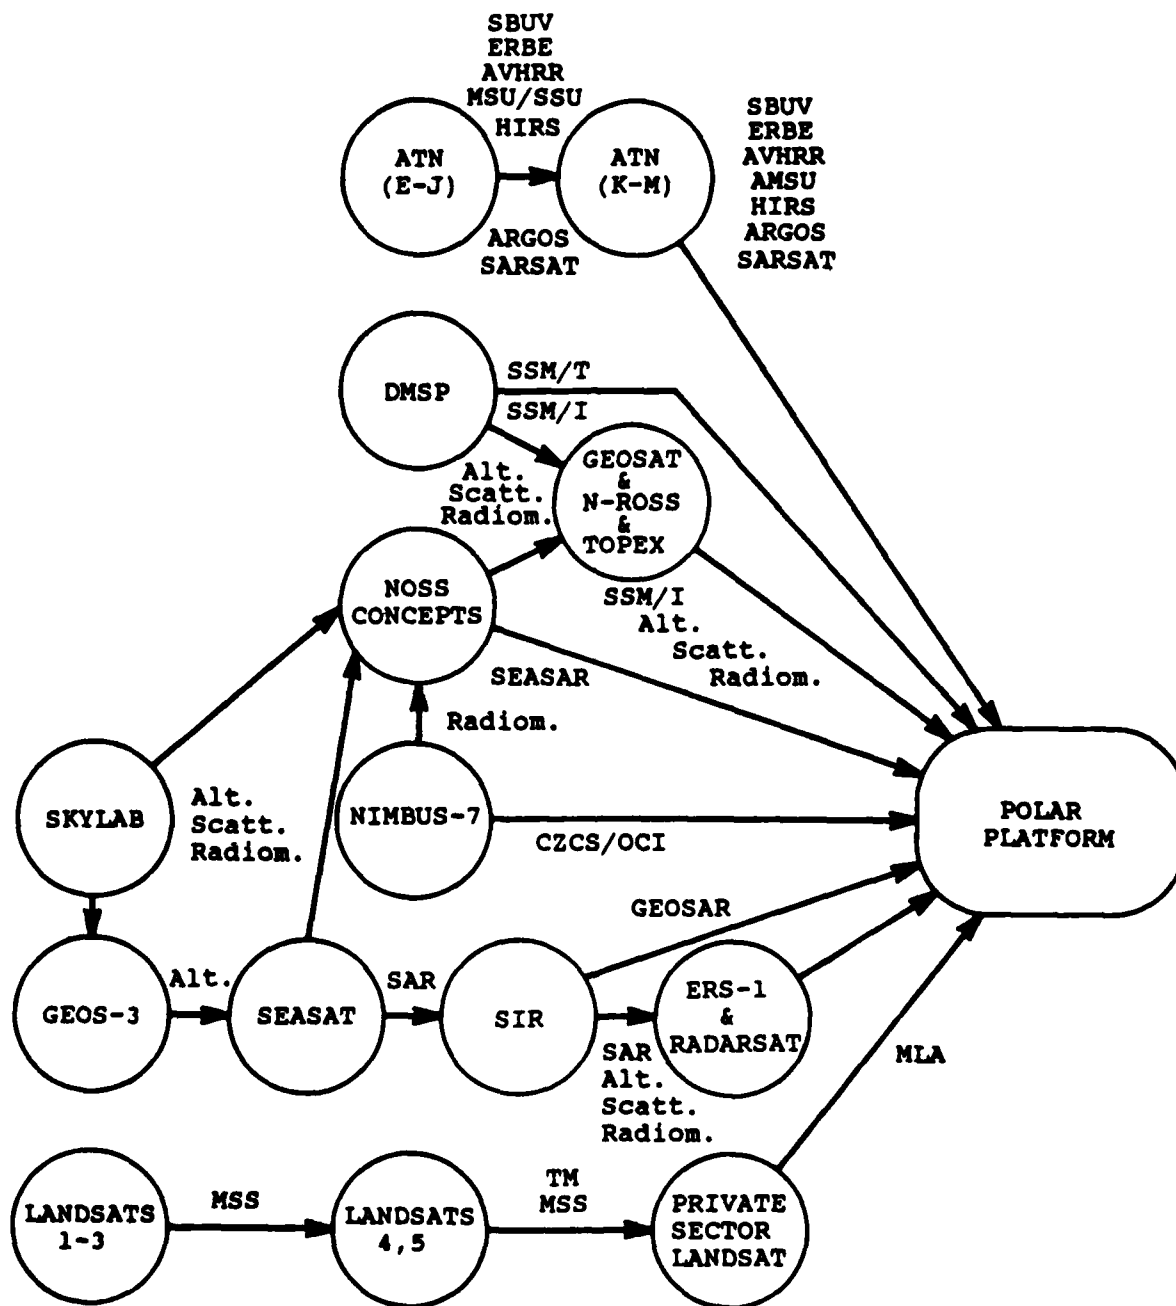 SBUV
ERBE
AVHRR
MSU/SSU
HIRS
ATN
(E-J)
ATN
(K-M)
ARGOS
SARSAT
SBUV
ERBE
AVHRR
AMSU
HIRS
ARGOS
SARSAT
DMSP
SSM/T
SSM/I
GEOSAT
&
N-ROSS
&
TOPEX
Alt.
Scatt.
Radiom.
NOSS
CONCEPTS
SSM/I
Alt.
Scatt.
Radiom.
SEASAR
Radiom.
SKYLAB
Alt.
Scatt.
Radiom.
NIMBUS-7
CZCS/OCI
POLAR
PLATFORM
GEOSAR
GEOS-3
Alt.
SEASAT
SAR
SIR
ERS-1
&
RADARSAT
SAR
Alt.
Scatt.
Radiom.
MLA
LANDSATS
1-3
MSS
LANDSATS
4,5
TM
MSS
PRIVATE
SECTOR
LANDSAT